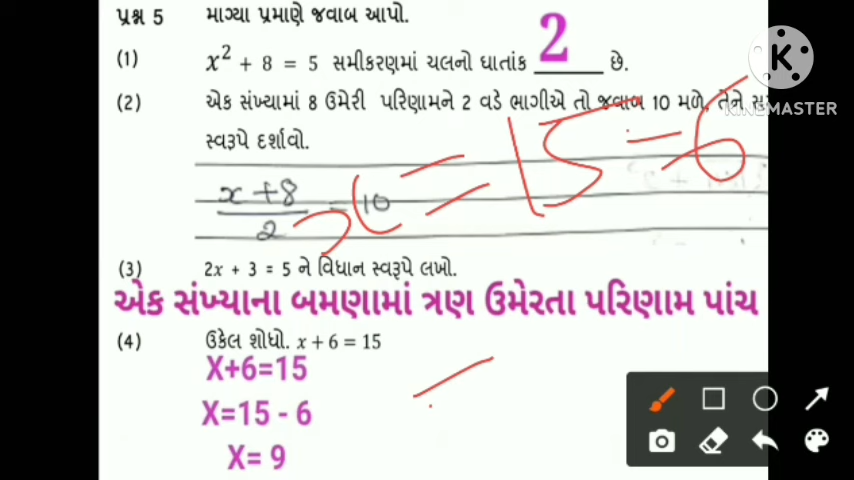 પ્રશ્ન 5 માગ્યા પ્રમાણે જવાબ આપો.
(1) x² + 8 = 5 સમીકરણમાં ચલનો ઘાતાંક 2 છે.
(2) એક સંખ્યામાં 8 ઉમેરી પરિણામને 2 વડે ભાગીએ તો જવાબ 10 મળે, તેને
સ્વરૂપે દર્શાવો.
x = 15 - 6
x + 8 / 2 = 10
(3) 2x + 3 = 5 ને વિધાન સ્વરૂપે લખો.
એક સંખ્યાના બમણામાં ત્રણ ઉમેરતા પરિણામ પાંચ
(4) ઉકેલ શોધો. x + 6 = 15
X+6=15
X=15 - 6
X= 9
K
KINEMASTER